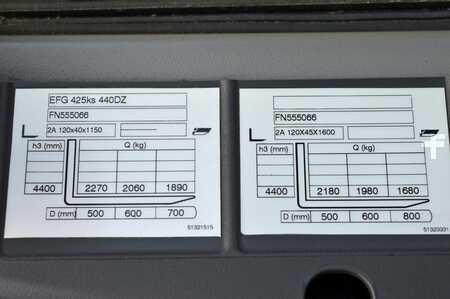 EFG 425ks 440DZ
FN555066
2A 120x40x1150
h3 (mm) Q (kg)
4400 2270 2060 1890
D (mm) 500 600 700
51321515
FN555066
2A 120X45X1600
h3 (mm) Q (kg)
4400 2180 1980 1680
D (mm) 500 600 800